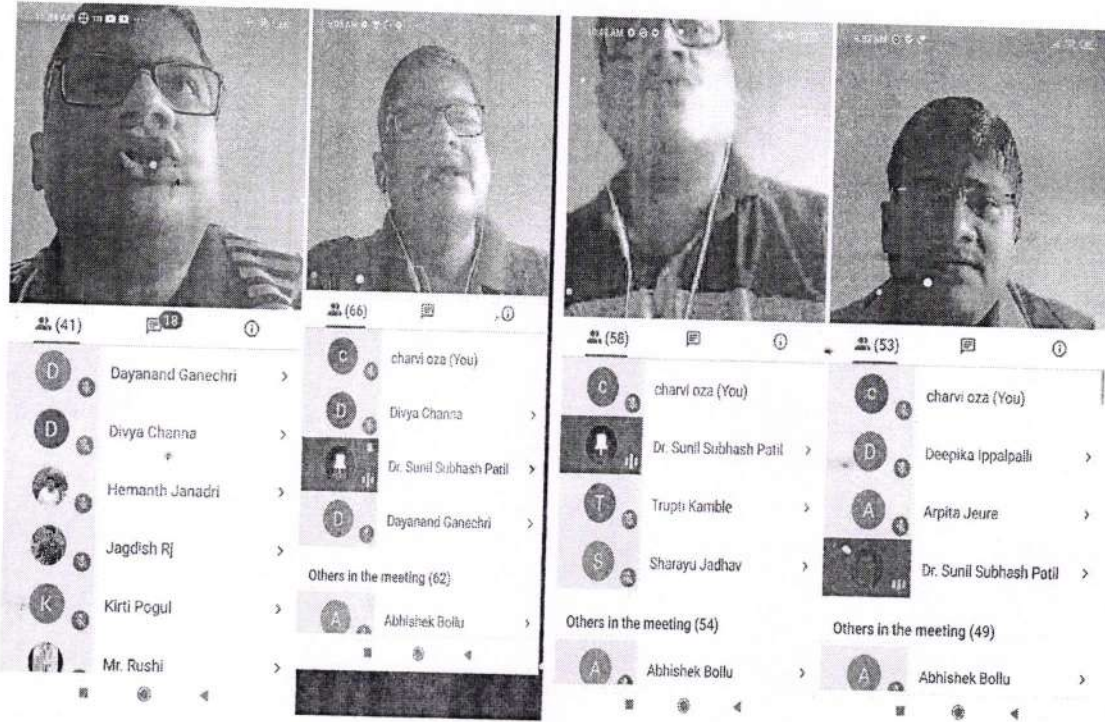 (41)
18
D Dayanand Ganechri
D Divya Channa
Hemanth Janadri
Jagdish Rj
K Kirti Pogul
Mr. Rushi
(66)
c charvi oza (You)
D Divya Channa
Dr. Sunil Subhash Patil
D Dayanand Ganechri
Others in the meeting (62)
A Abhishek Bollu
(58)
c charvi oza (You)
Dr. Sunil Subhash Patil
T Trupti Kamble
S Sharayu Jadhav
Others in the meeting (54)
A Abhishek Bollu
(53)
c charvi oza (You)
D Deepika Ippalpalli
A Arpita Jeure
Dr. Sunil Subhash Patil
Others in the meeting (49)
A Abhishek Bollu